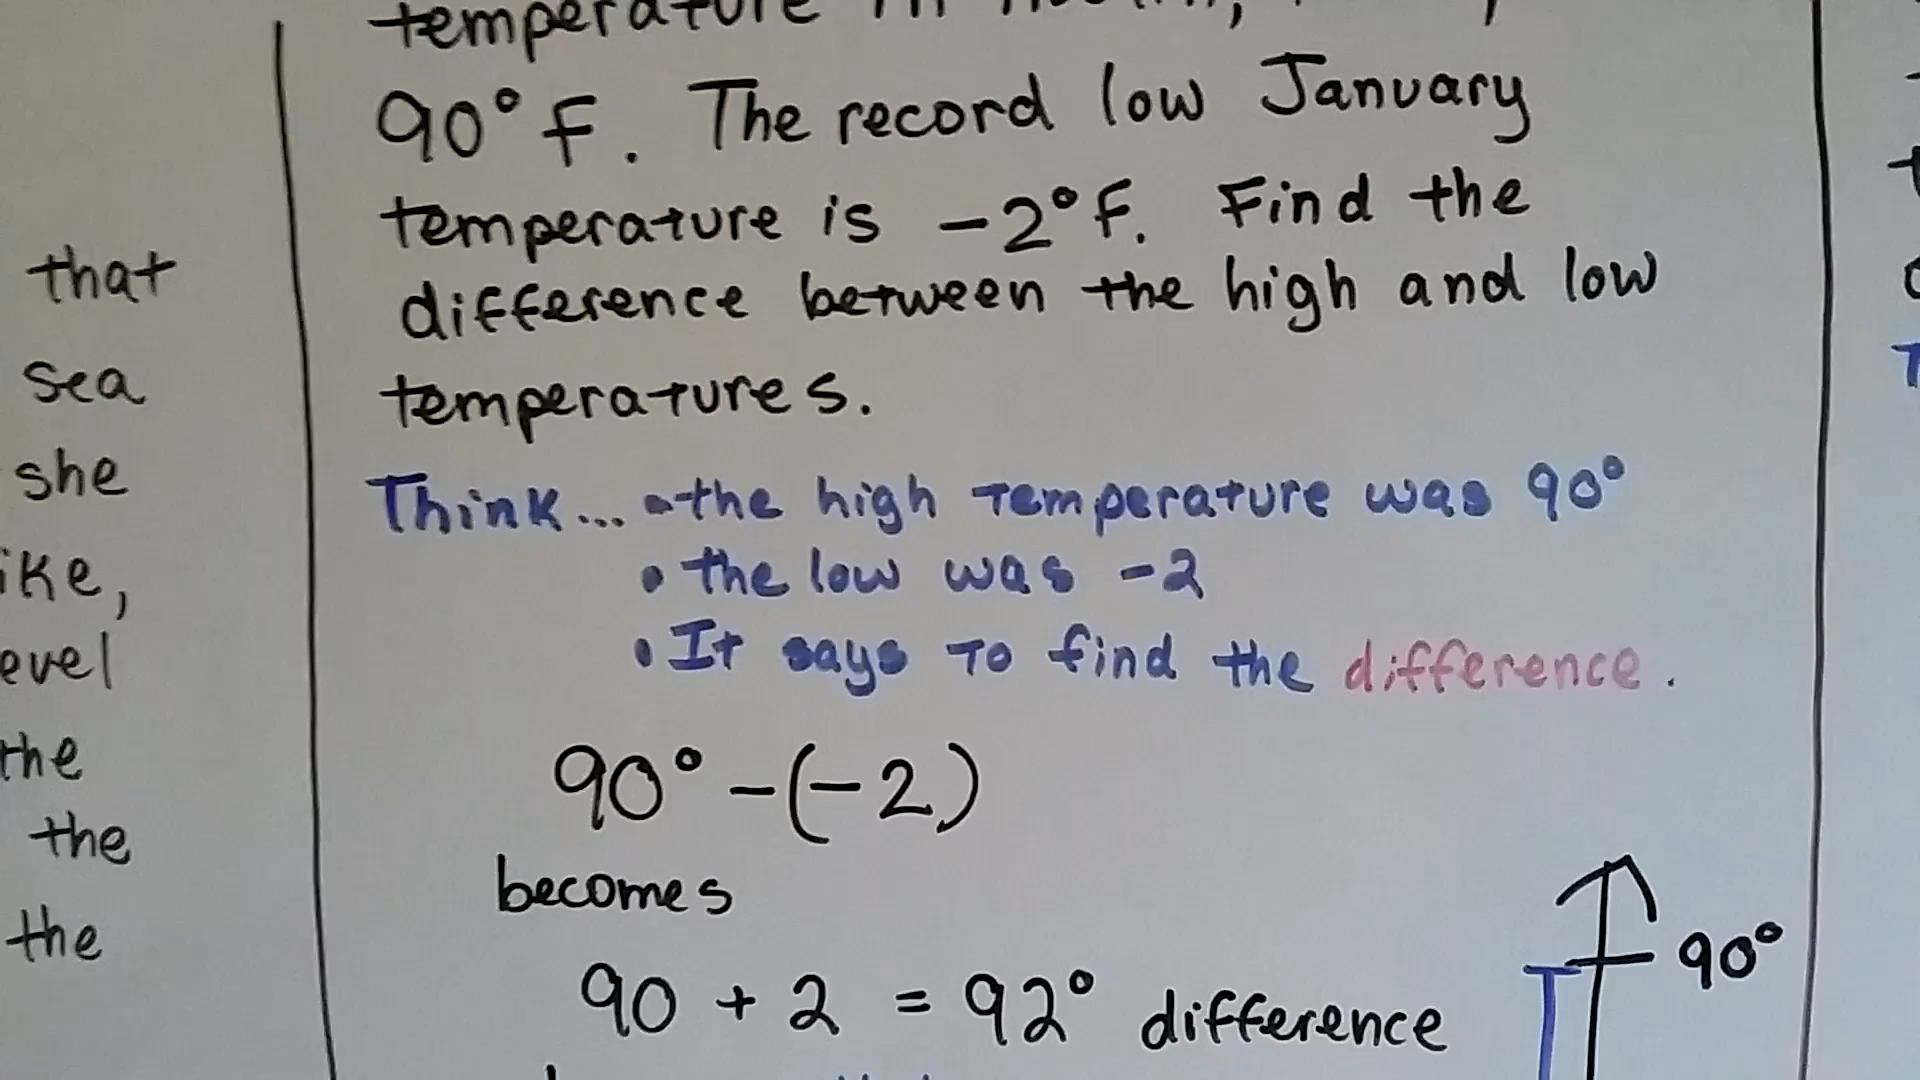 temperature in
90° F. The record low January
temperature is -2° F. Find the
difference between the high and low
temperatures.
Think... • the high temperature was 90°
• the low was -2
• It says to find the difference.
90° - (-2)
becomes
90 + 2 = 92° difference
90°
that
sea
she
ike,
evel
the
the
the